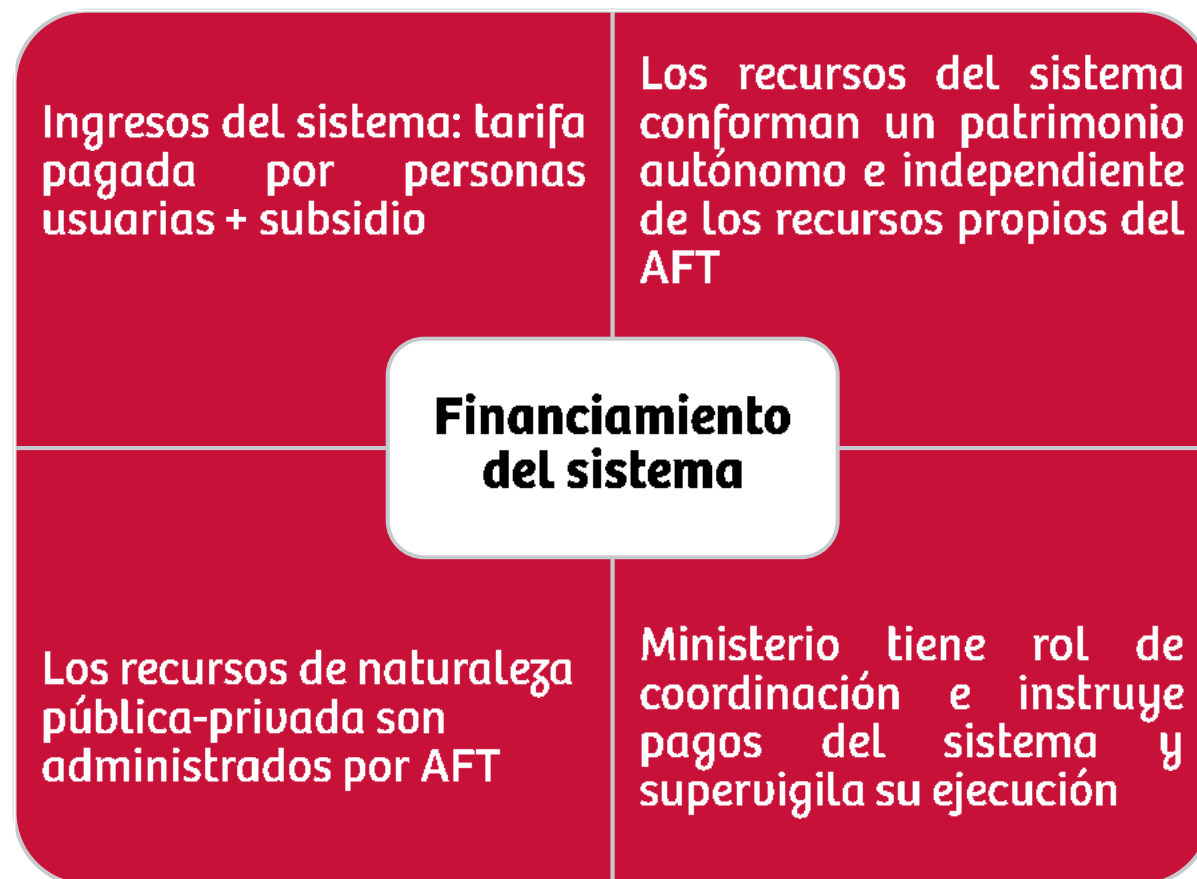 Ingresos del sistema: tarifa
pagada por personas
usuarias + subsidio
Los recursos del sistema
conforman un patrimonio
autónomo e independiente
de los recursos propios del
AFT
Financiamiento
del sistema
Los recursos de naturaleza
pública-privada son
administrados por AFT
Ministerio tiene rol de
coordinación e instruye
pagos del sistema y
supervigila su ejecución